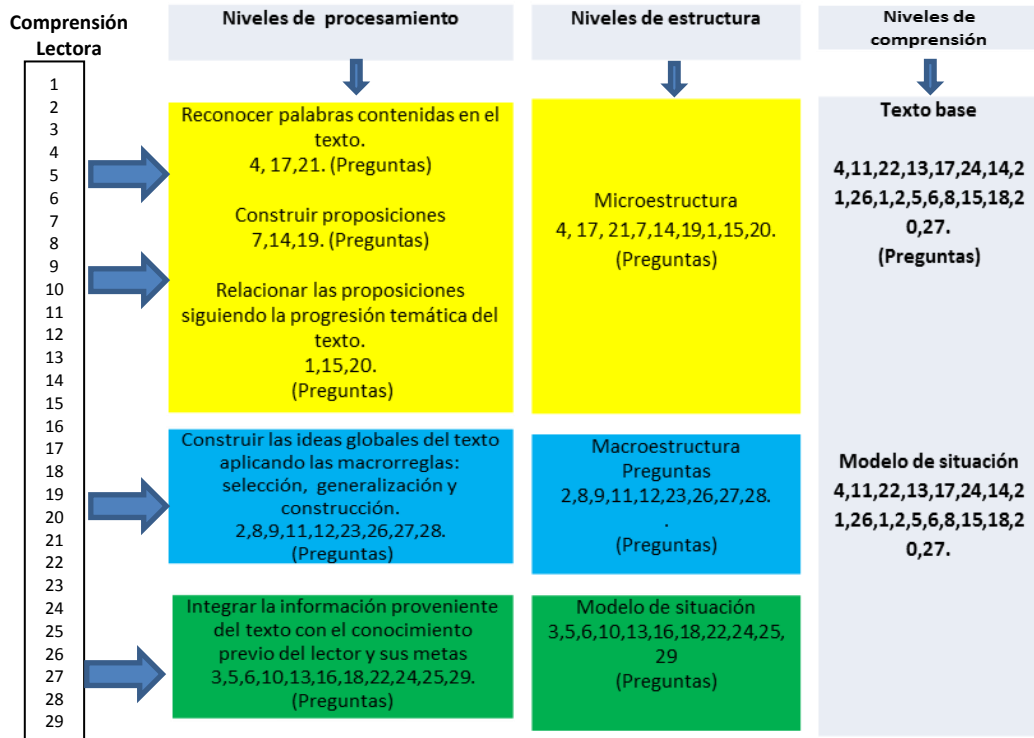 Comprensión
Lectora
1
2
3
4
5
6
7
8
9
10
11
12
13
14
15
16
17
18
19
20
21
22
23
24
25
26
27
28
29
Niveles de procesamiento
Reconocer palabras contenidas en el
texto.
4, 17,21. (Preguntas)
Construir proposiciones
7,14,19. (Preguntas)
Relacionar las proposiciones
siguiendo la progresión temática del
texto.
1,15,20.
(Preguntas)
Construir las ideas globales del texto
aplicando las macrorreglas:
selección, generalización y
construcción.
2,8,9,11,12,23,26,27,28.
(Preguntas)
Integrar la información proveniente
del texto con el conocimiento
previo del lector y sus metas
3,5,6,10,13,16,18,22,24,25,29.
(Preguntas)
Niveles de estructura
Microestructura
4, 17, 21,7,14,19,1,15,20.
(Preguntas)
Macroestructura
Preguntas
2,8,9,11,12,23,26,27,28.
.
(Preguntas)
Modelo de situación
3,5,6,10,13,16,18,22,24,25,
29
(Preguntas)
Niveles de
comprensión
Texto base
4,11,22,13,17,24,14,2
1,26,1,2,5,6,8,15,18,2
0,27.
(Preguntas)
Modelo de situación
4,11,22,13,17,24,14,2
1,26,1,2,5,6,8,15,18,2
0,27.